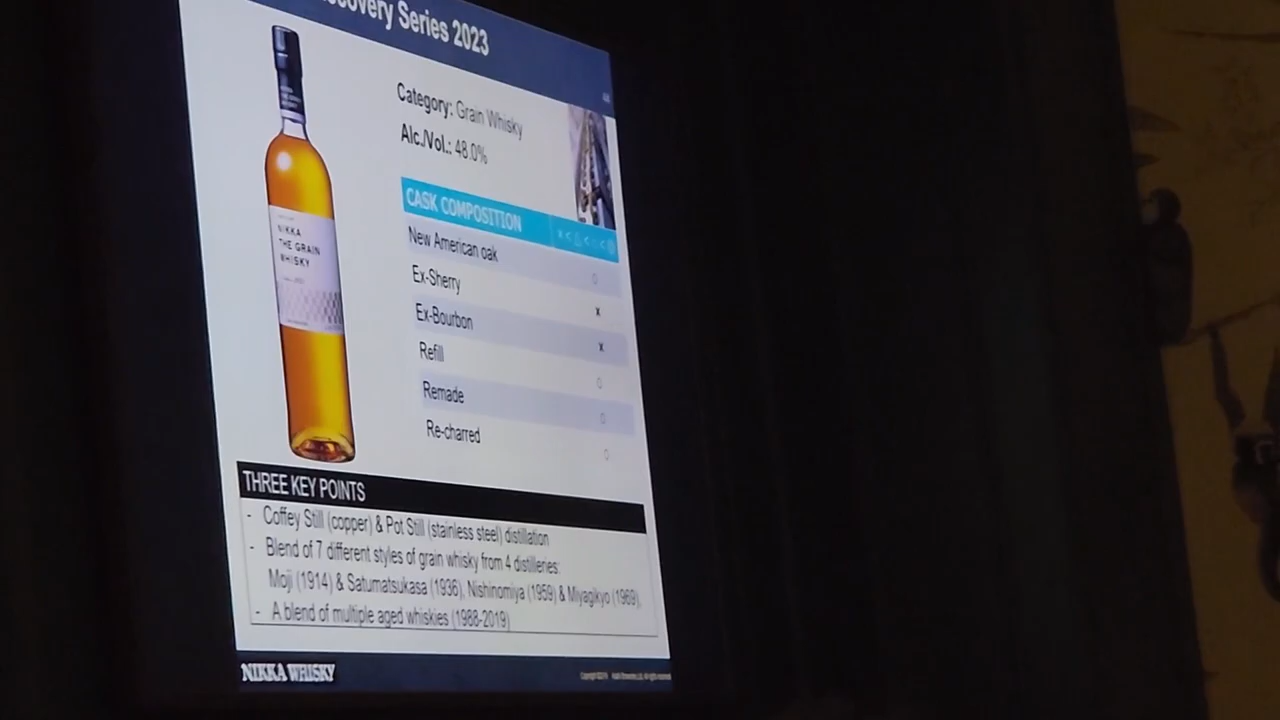 Series 2023
Category: Grain Whisky
Alc./Vol.: 48.0%
NIKKA
THE GRAIN
WHISKY
CASK COMPOSITION
New American oak ○
Ex-Sherry x
Ex-Bourbon x
Refill ○
Remade ○
Re-charred ○
THREE KEY POINTS
- Coffey Still (copper) & Pot Still (stainless steel) distillation
- Blend of 7 different styles of grain whisky from 4 distilleries:
Moji (1914) & Satumatsukasa (1936), Nishinomiya (1959) & Miyagikyo (1969),
- A blend of multiple aged whiskies (1988-2019)
NIKKA WHISKY